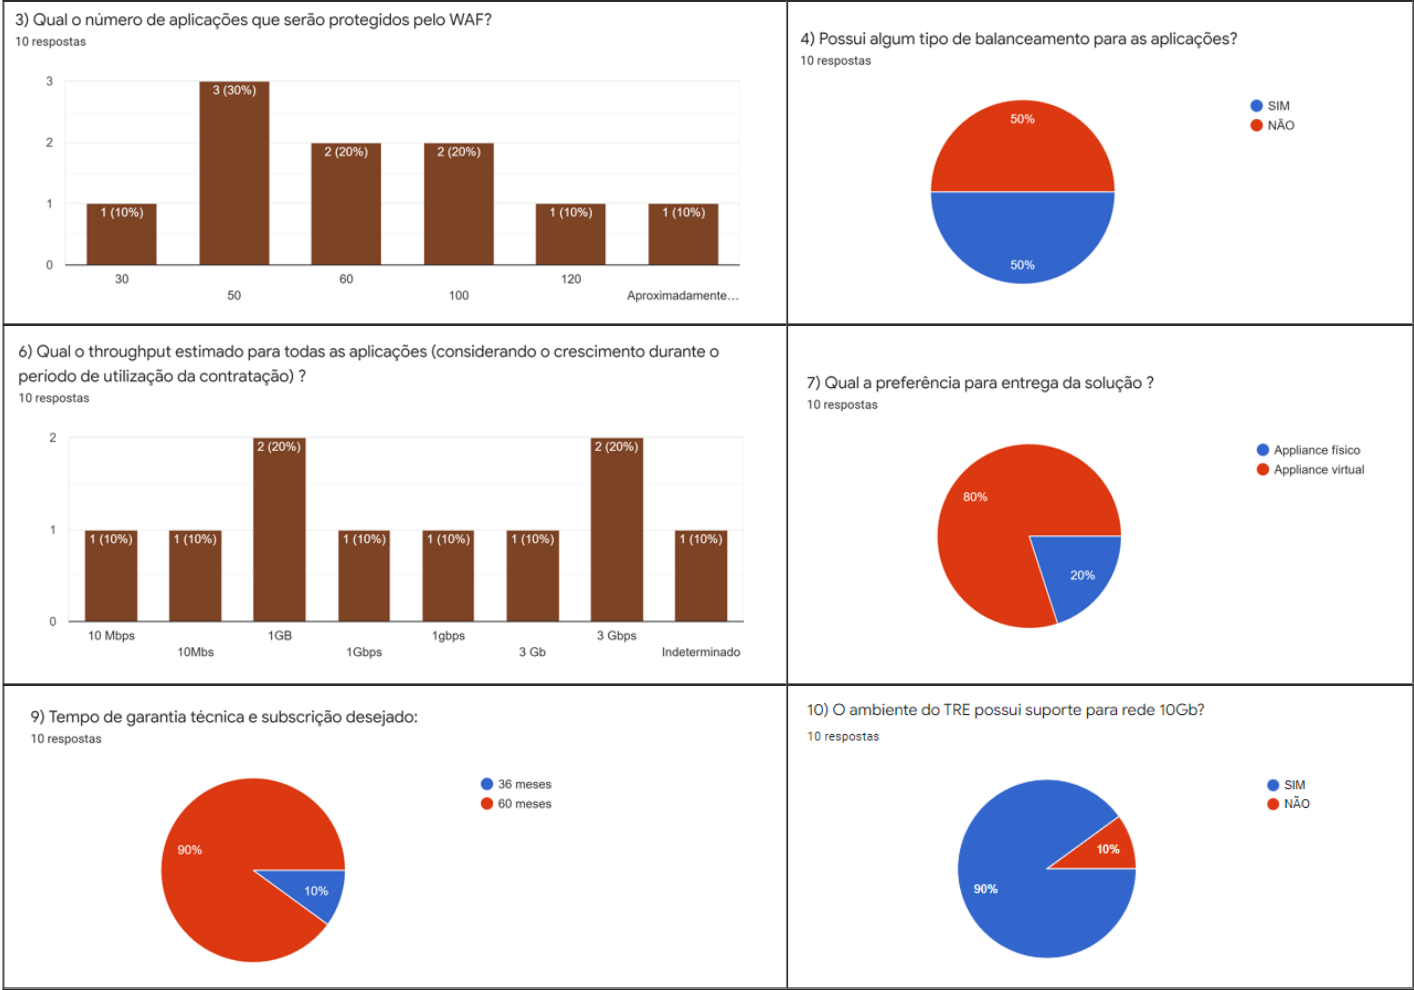 3) Qual o número de aplicações que serão protegidos pelo WAF?
10 respostas
3
2
1
0
1 (10%)
3 (30%)
2 (20%)
2 (20%)
1 (10%)
1 (10%)
30
50
60
100
120
Aproximadamente…
4) Possui algum tipo de balanceamento para as aplicações?
10 respostas
SIM
NÃO
50%
50%
6) Qual o throughput estimado para todas as aplicações (considerando o crescimento durante o
período de utilização da contratação) ?
10 respostas
2
1
0
1 (10%)
1 (10%)
2 (20%)
1 (10%)
1 (10%)
1 (10%)
2 (20%)
1 (10%)
10 Mbps
10Mbs
1GB
1Gbps
1gbps
3 Gb
3 Gbps
Indeterminado
7) Qual a preferência para entrega da solução ?
10 respostas
Appliance físico
Appliance virtual
80%
20%
9) Tempo de garantia técnica e subscrição desejado:
10 respostas
36 meses
60 meses
90%
10%
10) O ambiente do TRE possui suporte para rede 10Gb?
10 respostas
SIM
NÃO
10%
90%